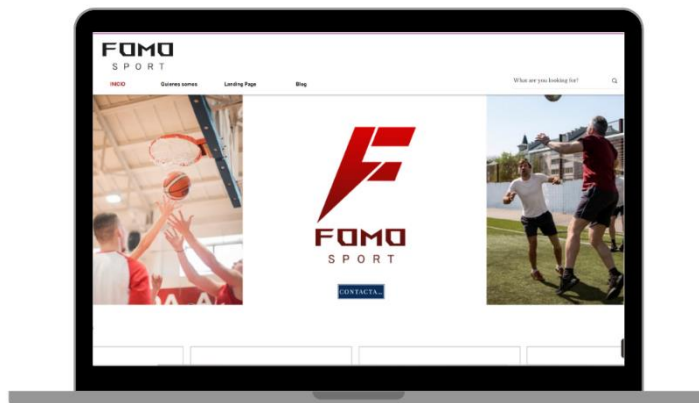 FOMO
SPORT
INICIO Quienes somos Landing Page Blog
What are you looking for?
FOMO
SPORT
CONTACTA...